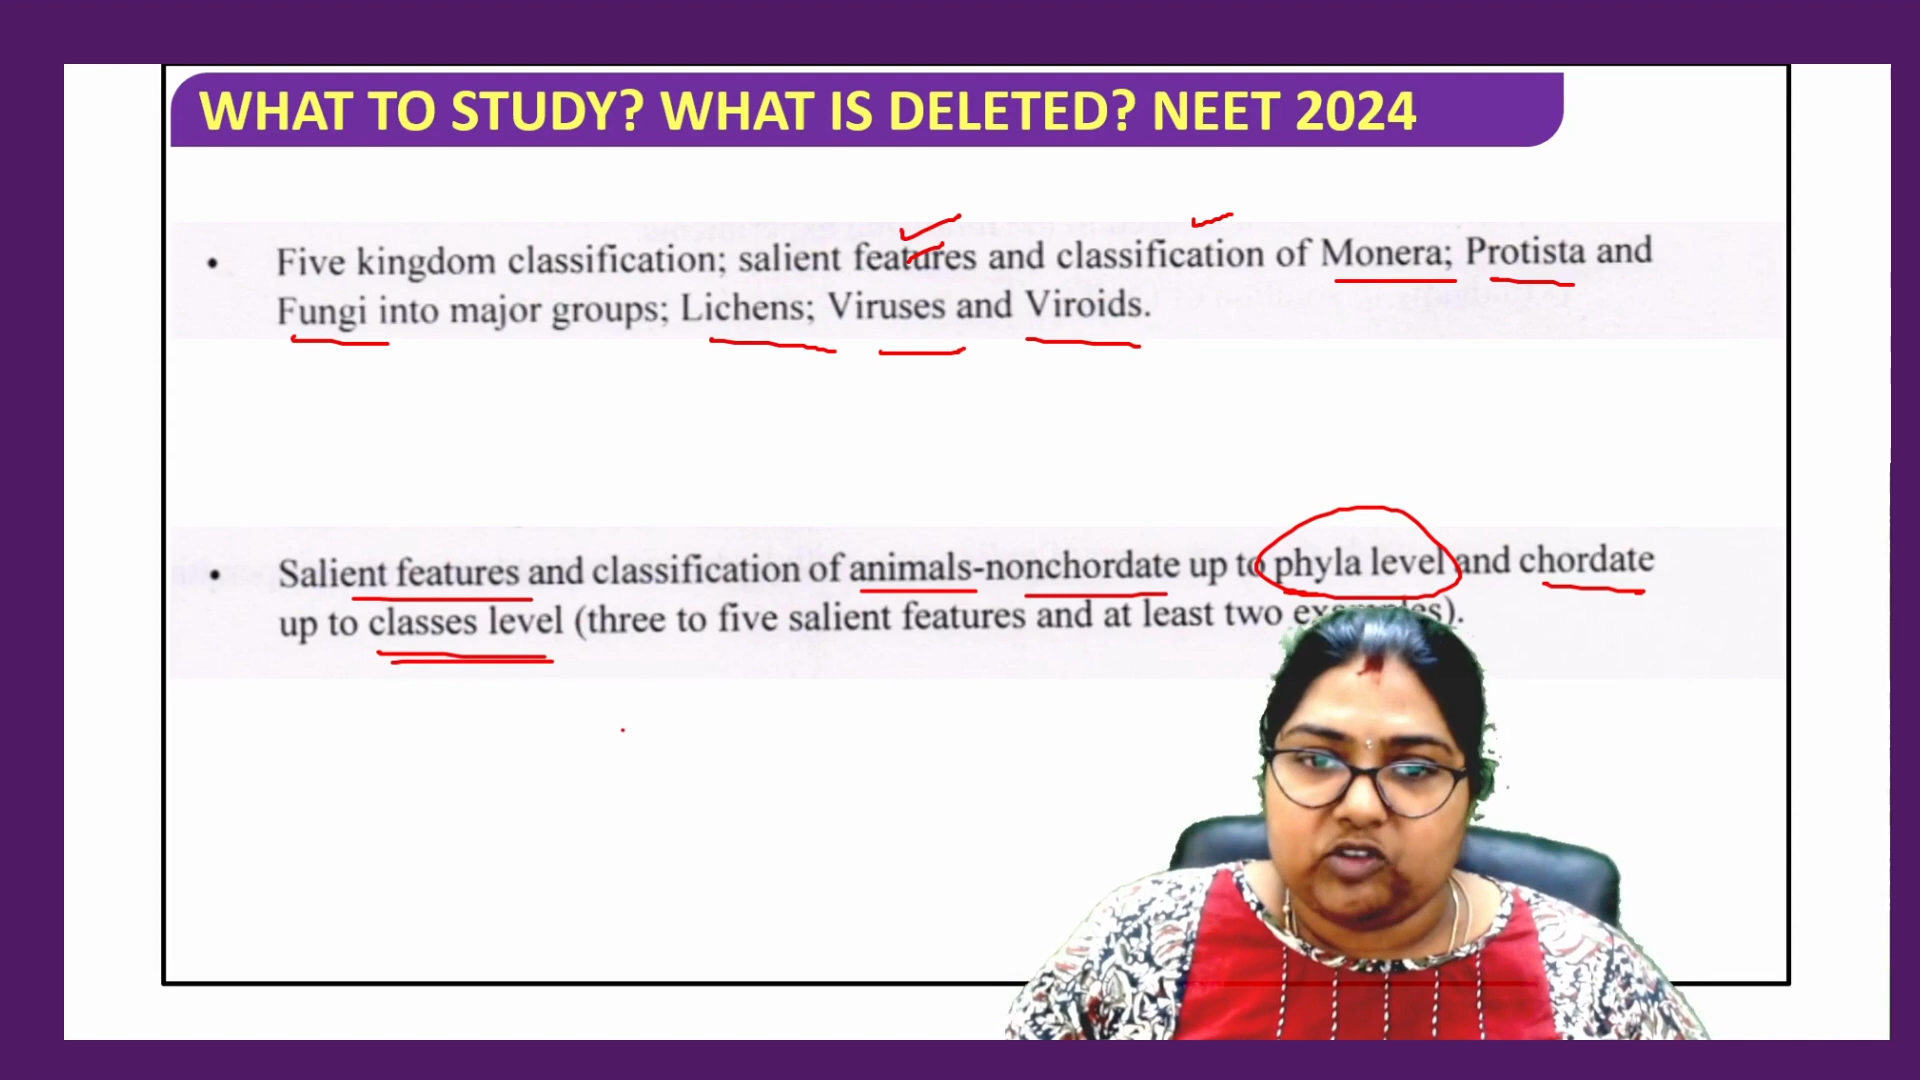 WHAT TO STUDY? WHAT IS DELETED? NEET 2024
• Five kingdom classification; salient features and classification of Monera; Protista and
Fungi into major groups; Lichens; Viruses and Viroids.
• Salient features and classification of animals-nonchordate up to phyla level and chordate
up to classes level (three to five salient features and at least two examples).